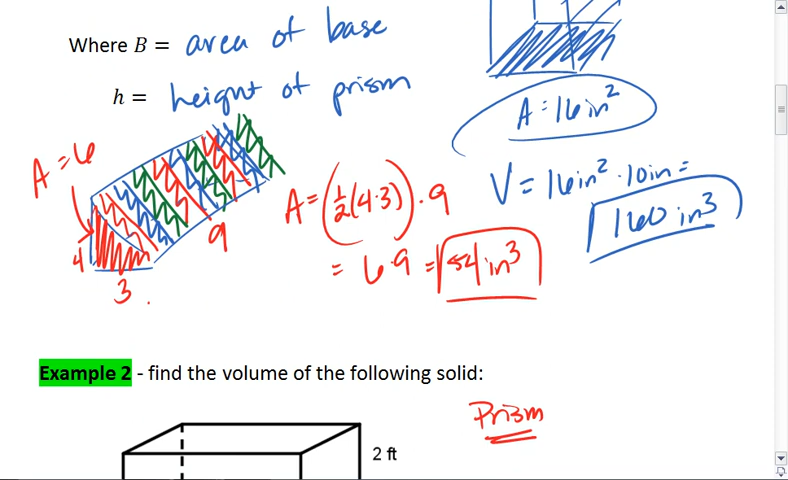 Where B = area of base
h = height of prism
A = 16 in²
A = 6
4
3
9
A = (½(4·3)) · 9
= 6·9 = 54 in³
V = 16 in² · 10 in =
160 in³
Example 2 - find the volume of the following solid:
Prism
2 ft